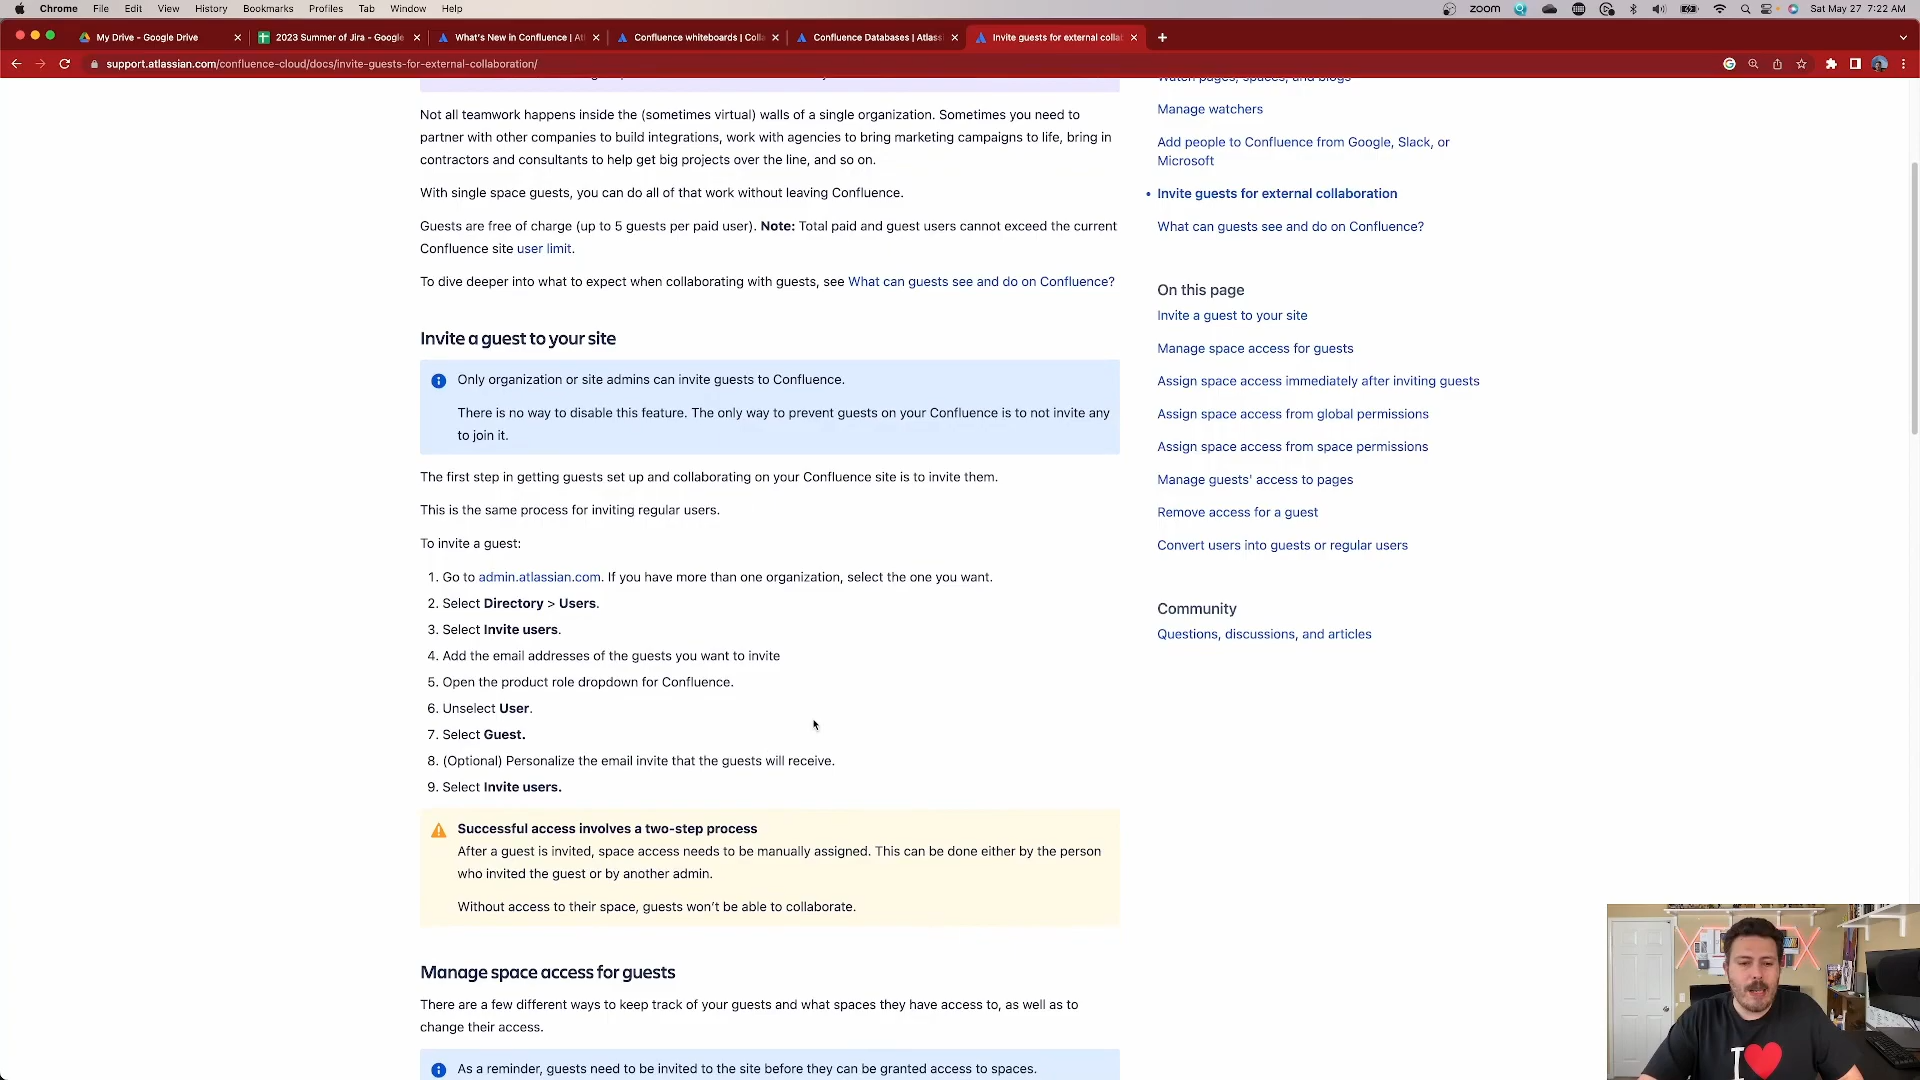 Chrome File Edit View History Bookmarks Profiles Tab Window Help zoom Sat May 27 7:22 AM
My Drive - Google Drive 2023 Summer of Jira - Google What's New in Confluence | At Confluence whiteboards | Coll Confluence Databases | Atlass Invite guests for external colla
support.atlassian.com/confluence-cloud/docs/invite-guests-for-external-collaboration/
Not all teamwork happens inside the (sometimes virtual) walls of a single organization. Sometimes you need to
partner with other companies to build integrations, work with agencies to bring marketing campaigns to life, bring in
contractors and consultants to help get big projects over the line, and so on.
With single space guests, you can do all of that work without leaving Confluence.
Guests are free of charge (up to 5 guests per paid user). Note: Total paid and guest users cannot exceed the current
Confluence site user limit.
To dive deeper into what to expect when collaborating with guests, see What can guests see and do on Confluence?
Invite a guest to your site
Only organization or site admins can invite guests to Confluence.
There is no way to disable this feature. The only way to prevent guests on your Confluence is to not invite any
to join it.
The first step in getting guests set up and collaborating on your Confluence site is to invite them.
This is the same process for inviting regular users.
To invite a guest:
1. Go to admin.atlassian.com. If you have more than one organization, select the one you want.
2. Select Directory > Users.
3. Select Invite users.
4. Add the email addresses of the guests you want to invite
5. Open the product role dropdown for Confluence.
6. Unselect User.
7. Select Guest.
8. (Optional) Personalize the email invite that the guests will receive.
9. Select Invite users.
Successful access involves a two-step process
After a guest is invited, space access needs to be manually assigned. This can be done either by the person
who invited the guest or by another admin.
Without access to their space, guests won't be able to collaborate.
Manage space access for guests
There are a few different ways to keep track of your guests and what spaces they have access to, as well as to
change their access.
As a reminder, guests need to be invited to the site before they can be granted access to spaces.
Watch pages, spaces, and blogs
Manage watchers
Add people to Confluence from Google, Slack, or
Microsoft
• Invite guests for external collaboration
What can guests see and do on Confluence?
On this page
Invite a guest to your site
Manage space access for guests
Assign space access immediately after inviting guests
Assign space access from global permissions
Assign space access from space permissions
Manage guests' access to pages
Remove access for a guest
Convert users into guests or regular users
Community
Questions, discussions, and articles
I